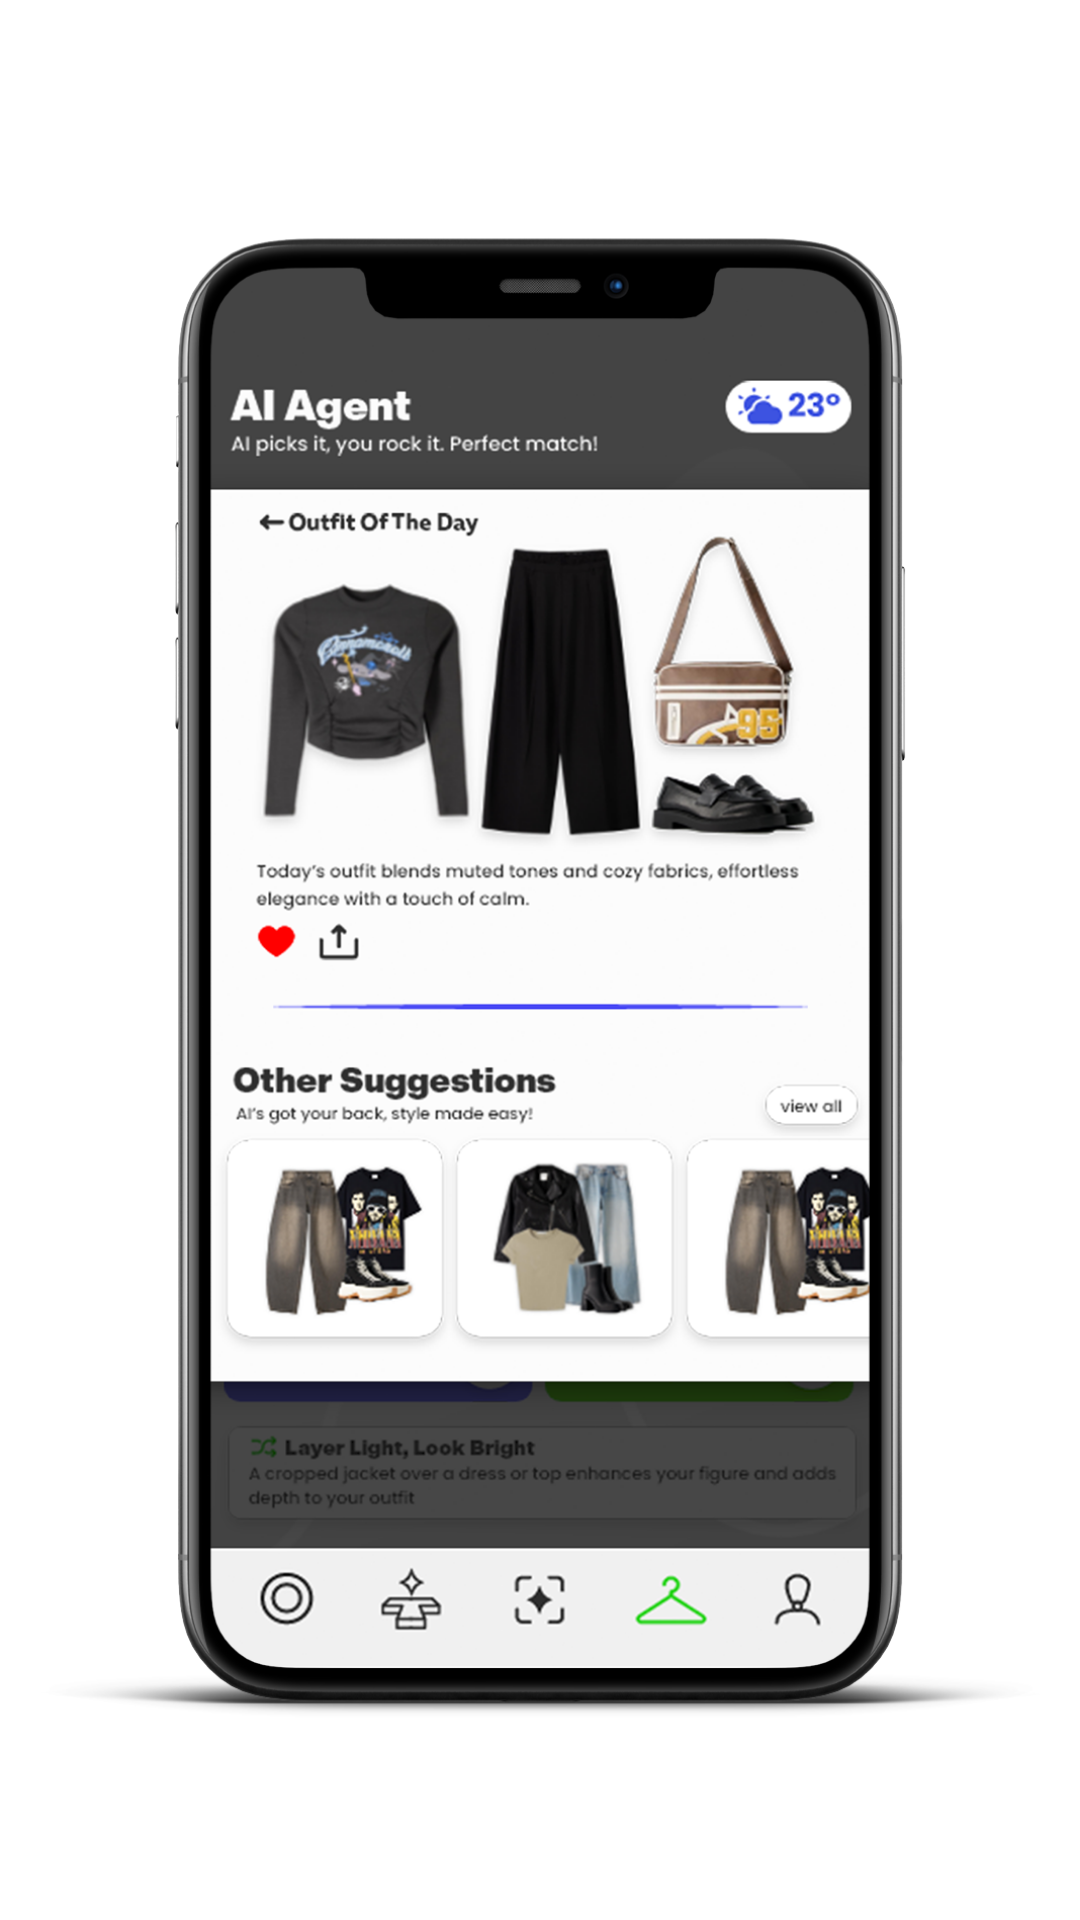 AI Agent
23°
AI picks it, you rock it. Perfect match!
Outfit Of The Day
Cinnamoroll
95
Today's outfit blends muted tones and cozy fabrics, effortless
elegance with a touch of calm.
Other Suggestions
AI's got your back, style made easy!
view all
Layer Light, Look Bright
A cropped jacket over a dress or top enhances your figure and adds
depth to your outfit